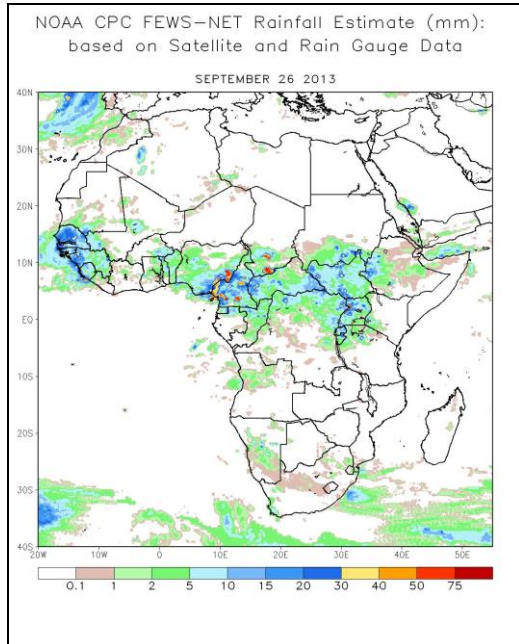 NOAA CPC FEWS-NET Rainfall Estimate (mm):
based on Satellite and Rain Gauge Data
SEPTEMBER 26 2013
40N
30N
20N
10N
EQ
10S
20S
30S
40S
20W 10W 0 10E 20E 30E 40E 50E
0.1 1 2 5 10 15 20 30 40 50 75